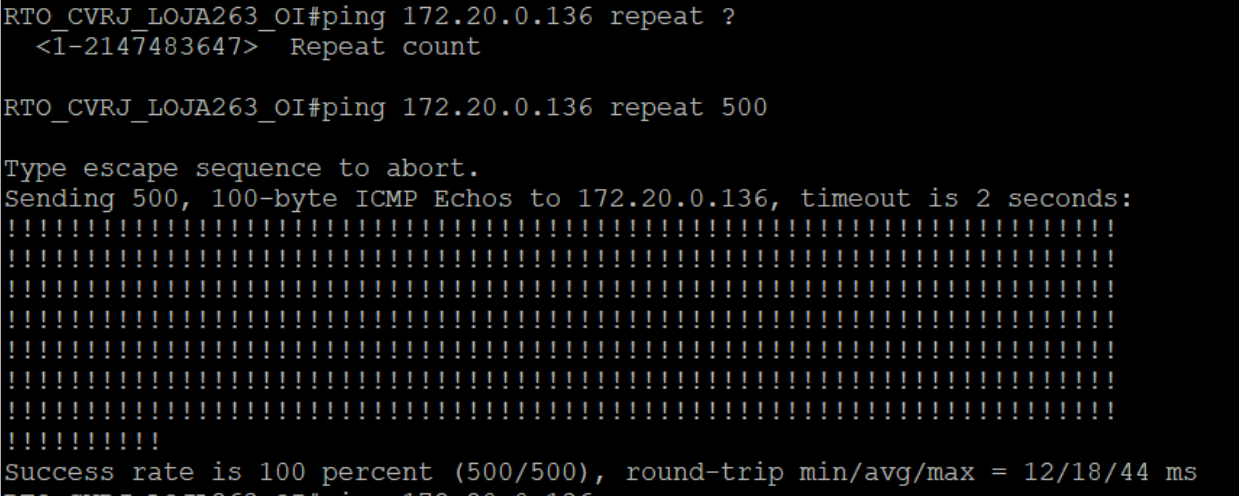 RTO_CVRJ_LOJA263_OI#ping 172.20.0.136 repeat ?
  <1-2147483647>  Repeat count
RTO_CVRJ_LOJA263_OI#ping 172.20.0.136 repeat 500
Type escape sequence to abort.
Sending 500, 100-byte ICMP Echos to 172.20.0.136, timeout is 2 seconds:
!!!!!!!!!!!!!!!!!!!!!!!!!!!!!!!!!!!!!!!!!!!!!!!!!!!!!!!!!!!!!!!!!!!!!!
!!!!!!!!!!!!!!!!!!!!!!!!!!!!!!!!!!!!!!!!!!!!!!!!!!!!!!!!!!!!!!!!!!!!!!
!!!!!!!!!!!!!!!!!!!!!!!!!!!!!!!!!!!!!!!!!!!!!!!!!!!!!!!!!!!!!!!!!!!!!!
!!!!!!!!!!!!!!!!!!!!!!!!!!!!!!!!!!!!!!!!!!!!!!!!!!!!!!!!!!!!!!!!!!!!!!
!!!!!!!!!!!!!!!!!!!!!!!!!!!!!!!!!!!!!!!!!!!!!!!!!!!!!!!!!!!!!!!!!!!!!!
!!!!!!!!!!!!!!!!!!!!!!!!!!!!!!!!!!!!!!!!!!!!!!!!!!!!!!!!!!!!!!!!!!!!!!
!!!!!!!!!!!!!!!!!!!!!!!!!!!!!!!!!!!!!!!!!!!!!!!!!!!!!!!!!!!!!!!!!!!!!!
!!!!!!!!!!
Success rate is 100 percent (500/500), round-trip min/avg/max = 12/18/44 ms